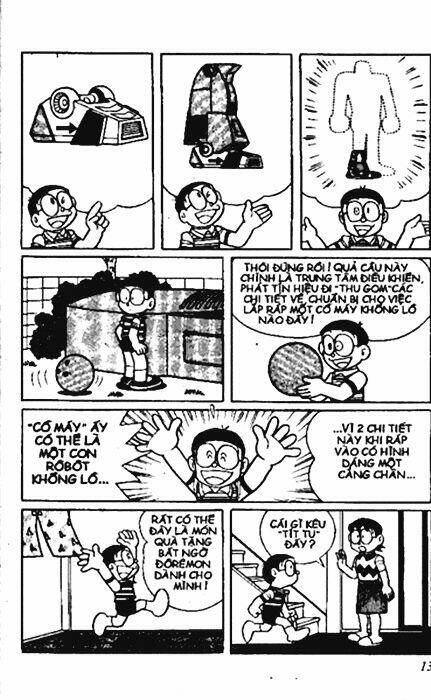 THÔI ĐÚNG RỒI! QUẢ CẦU NÀY
CHÍNH LÀ TRUNG TÂM ĐIỀU KHIỂN,
PHÁT TÍN HIỆU ĐI "THU GOM" CÁC
CHI TIẾT VỀ, CHUẨN BỊ CHO VIỆC
LẮP RÁP MỘT CỔ MÁY KHỔNG LỒ
NÀO ĐẤY!
"CỔ MÁY" ẤY
CÓ THỂ LÀ
MỘT CON
RÔBỐT
KHỔNG LỒ...
...VÌ 2 CHI TIẾT
NÀY KHI RÁP
VÀO CÓ HÌNH
DÁNG MỘT
CẲNG CHÂN...
RẤT CÓ THỂ
ĐÂY LÀ MÓN
QUÀ TẶNG
BẤT NGỜ
ĐÔRÊMON
DÀNH CHO
MÌNH!
CÁI GÌ KÊU
"TÍT TU"
ĐẤY?
13